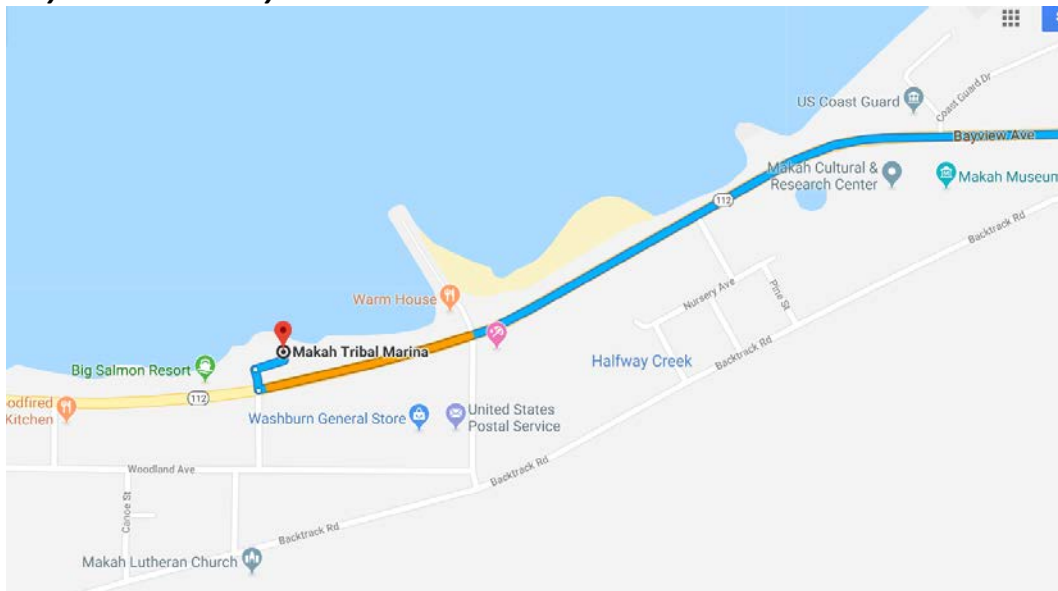 US Coast Guard
Coast Guard Dr
Bayview Ave
Makah Cultural &
Research Center
Makah Museum
112
Backtrack Rd
Nursery Ave
Pine St
Warm House
Makah Tribal Marina
Big Salmon Resort
Halfway Creek
Backtrack Rd
112
odfired
Kitchen
Washburn General Store
United States
Postal Service
Woodland Ave
Backtrack Rd
Canoe St
Backtrack Rd
Makah Lutheran Church